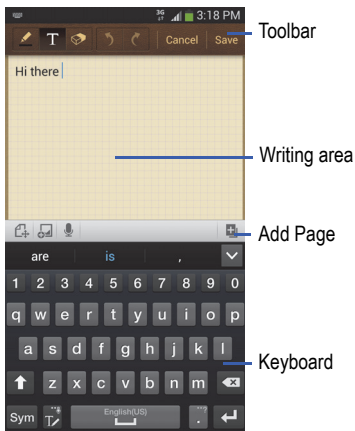 3G 3:18 PM
T Cancel Save
Toolbar
Hi there
Writing area
Add Page
are is ,
1 2 3 4 5 6 7 8 9 0
q w e r t y u i o p
a s d f g h j k l
Keyboard
z x c v b n m
Sym T English(US) . ...?